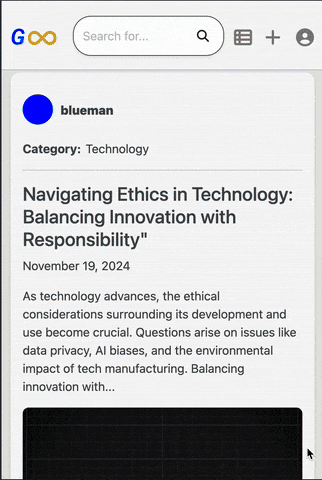 G∞
Search for...
blueman
Category: Technology
Navigating Ethics in Technology:
Balancing Innovation with
Responsibility"
November 19, 2024
As technology advances, the ethical
considerations surrounding its development and
use become crucial. Questions arise on issues like
data privacy, AI biases, and the environmental
impact of tech manufacturing. Balancing
innovation with...